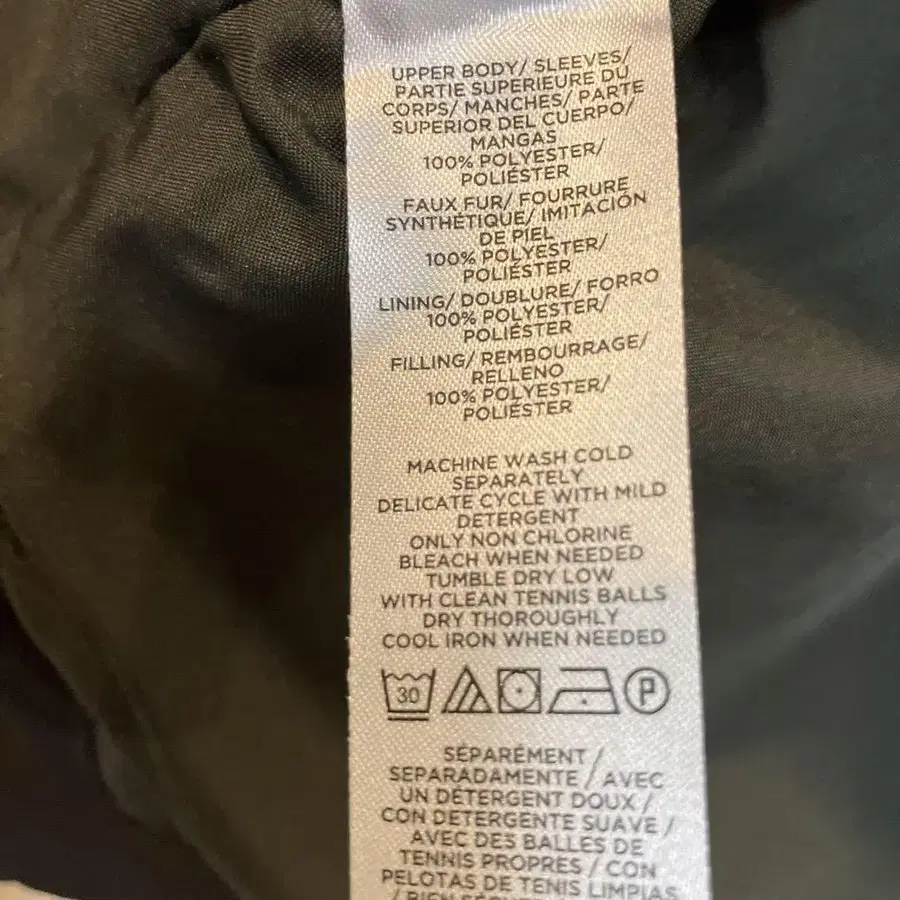 UPPER BODY/ SLEEVES/
PARTIE SUPERIEURE DU
CORPS/ MANCHES/ PARTE
SUPERIOR DEL CUERPO/
MANGAS
100% POLYESTER/
POLIÉSTER
FAUX FUR/ FOURRURE
SYNTHÉTIQUE/ IMITACIÓN
DE PIEL
100% POLYESTER/
POLIÉSTER
LINING/ DOUBLURE/ FORRO
100% POLYESTER/
POLIÉSTER
FILLING/ REMBOURRAGE/
RELLENO
100% POLYESTER/
POLIÉSTER
MACHINE WASH COLD
SEPARATELY
DELICATE CYCLE WITH MILD
DETERGENT
ONLY NON CHLORINE
BLEACH WHEN NEEDED
TUMBLE DRY LOW
WITH CLEAN TENNIS BALLS
DRY THOROUGHLY
COOL IRON WHEN NEEDED
30 P
SÉPARÉMENT /
SEPARADAMENTE / AVEC
UN DÉTERGENT DOUX /
CON DETERGENTE SUAVE /
AVEC DES BALLES DE
TENNIS PROPRES / CON
PELOTAS DE TENIS LIMPIAS
/ BIEN